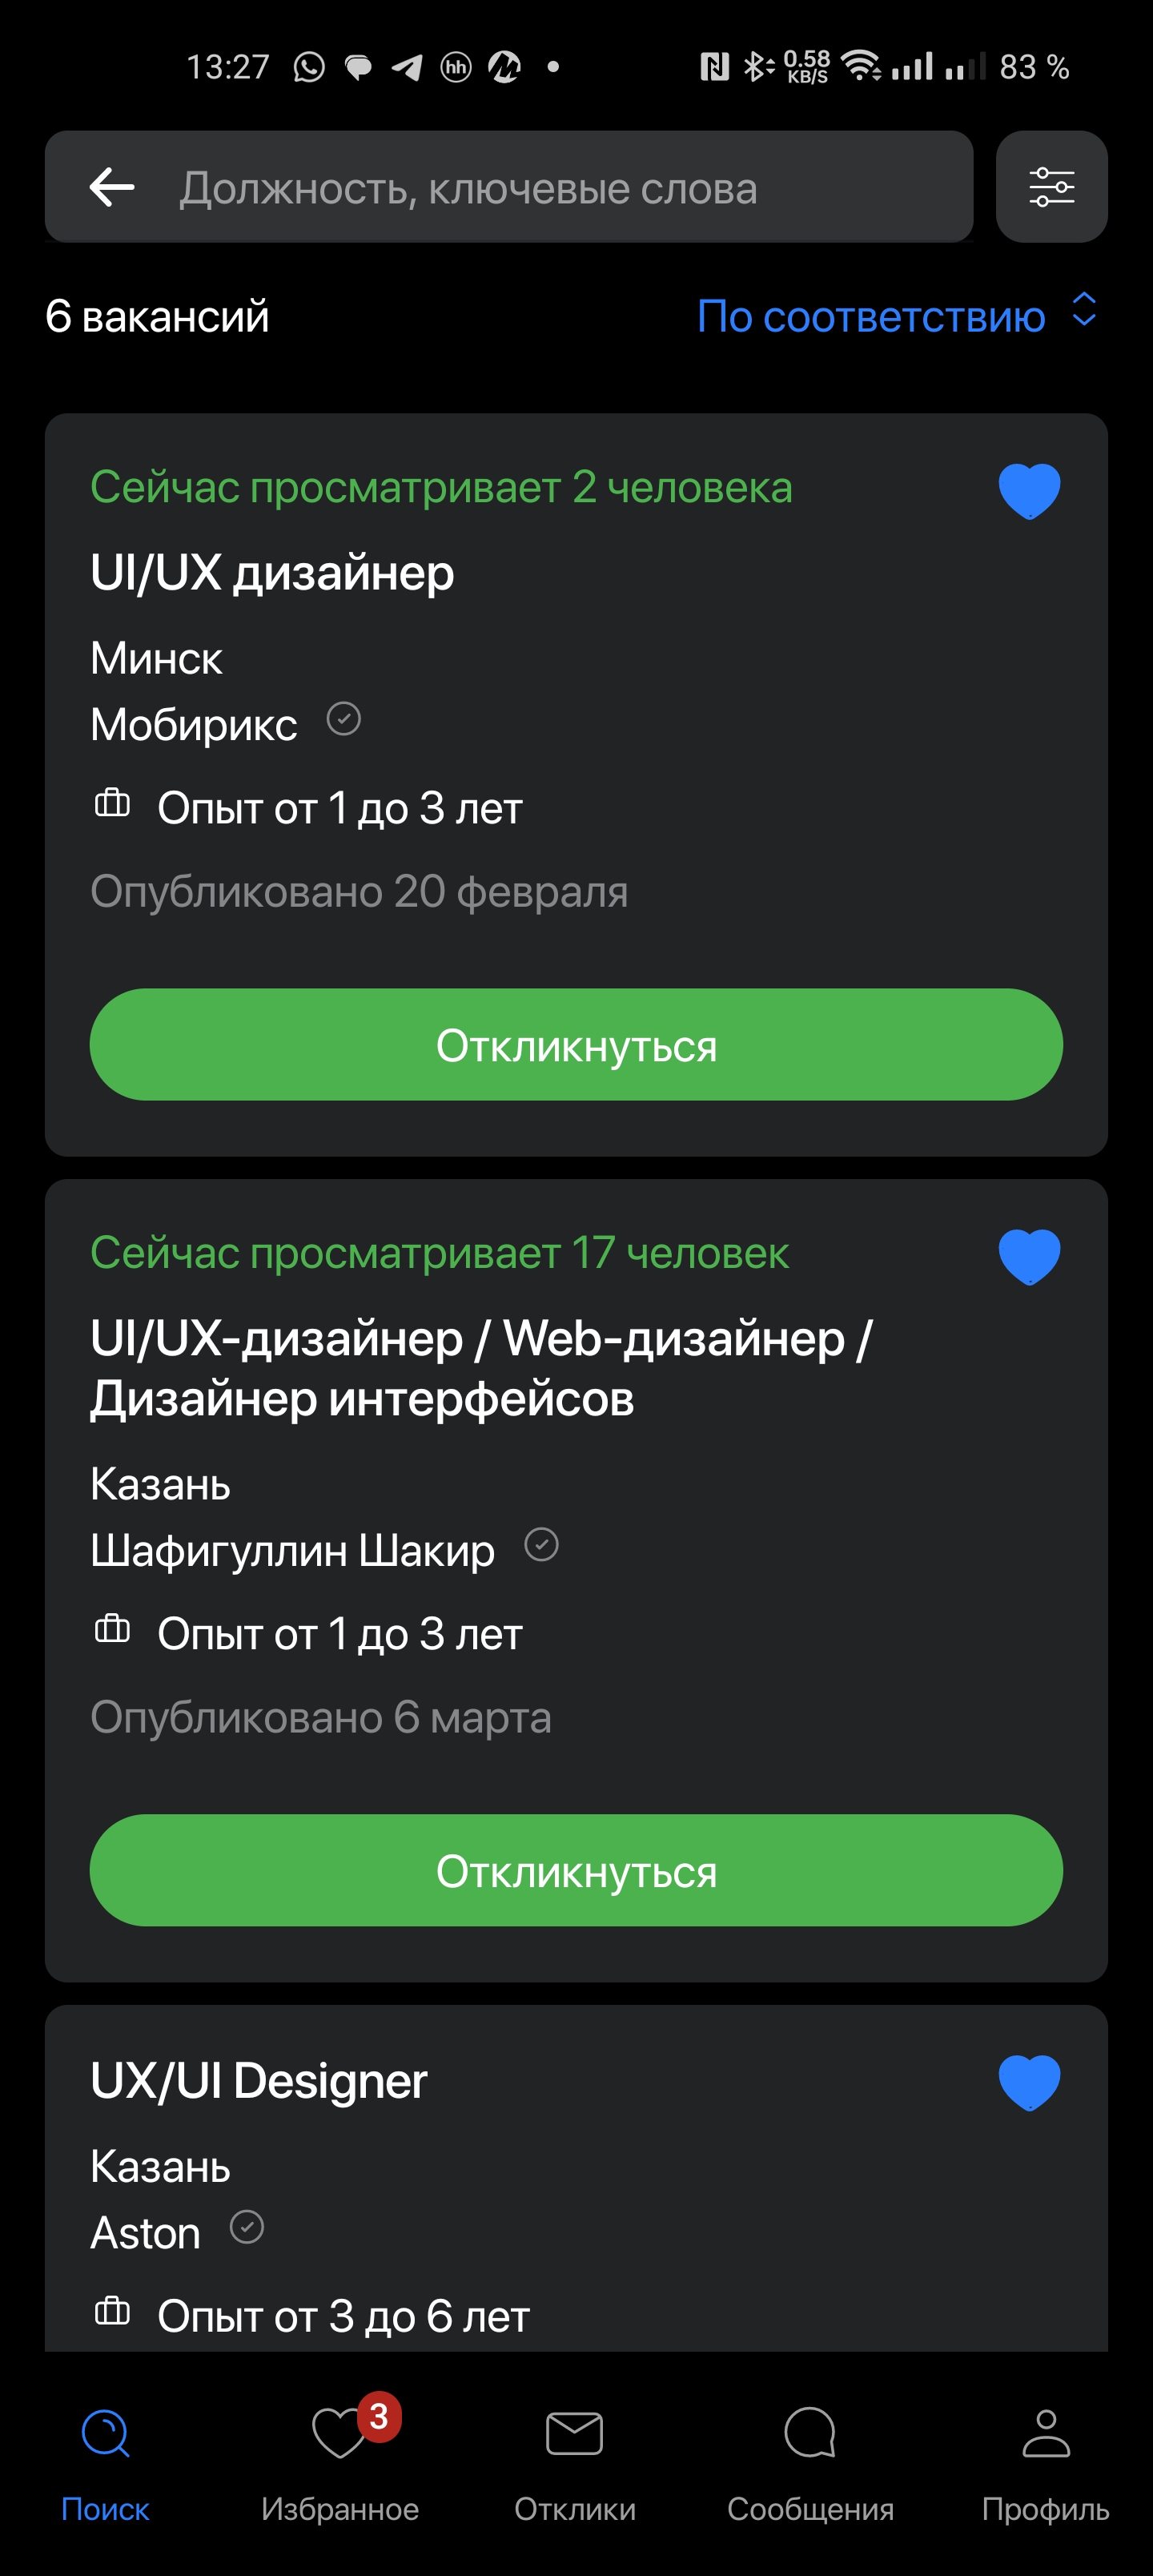 13:27 hh 0.58 KB/S 83 %
Должность, ключевые слова
6 вакансий По соответствию
Сейчас просматривает 2 человека
UI/UX дизайнер
Минск
Мобирикс
Опыт от 1 до 3 лет
Опубликовано 20 февраля
Откликнуться
Сейчас просматривает 17 человек
UI/UX-дизайнер / Web-дизайнер /
Дизайнер интерфейсов
Казань
Шафигуллин Шакир
Опыт от 1 до 3 лет
Опубликовано 6 марта
Откликнуться
UX/UI Designer
Казань
Aston
Опыт от 3 до 6 лет
3
Поиск Избранное Отклики Сообщения Профиль